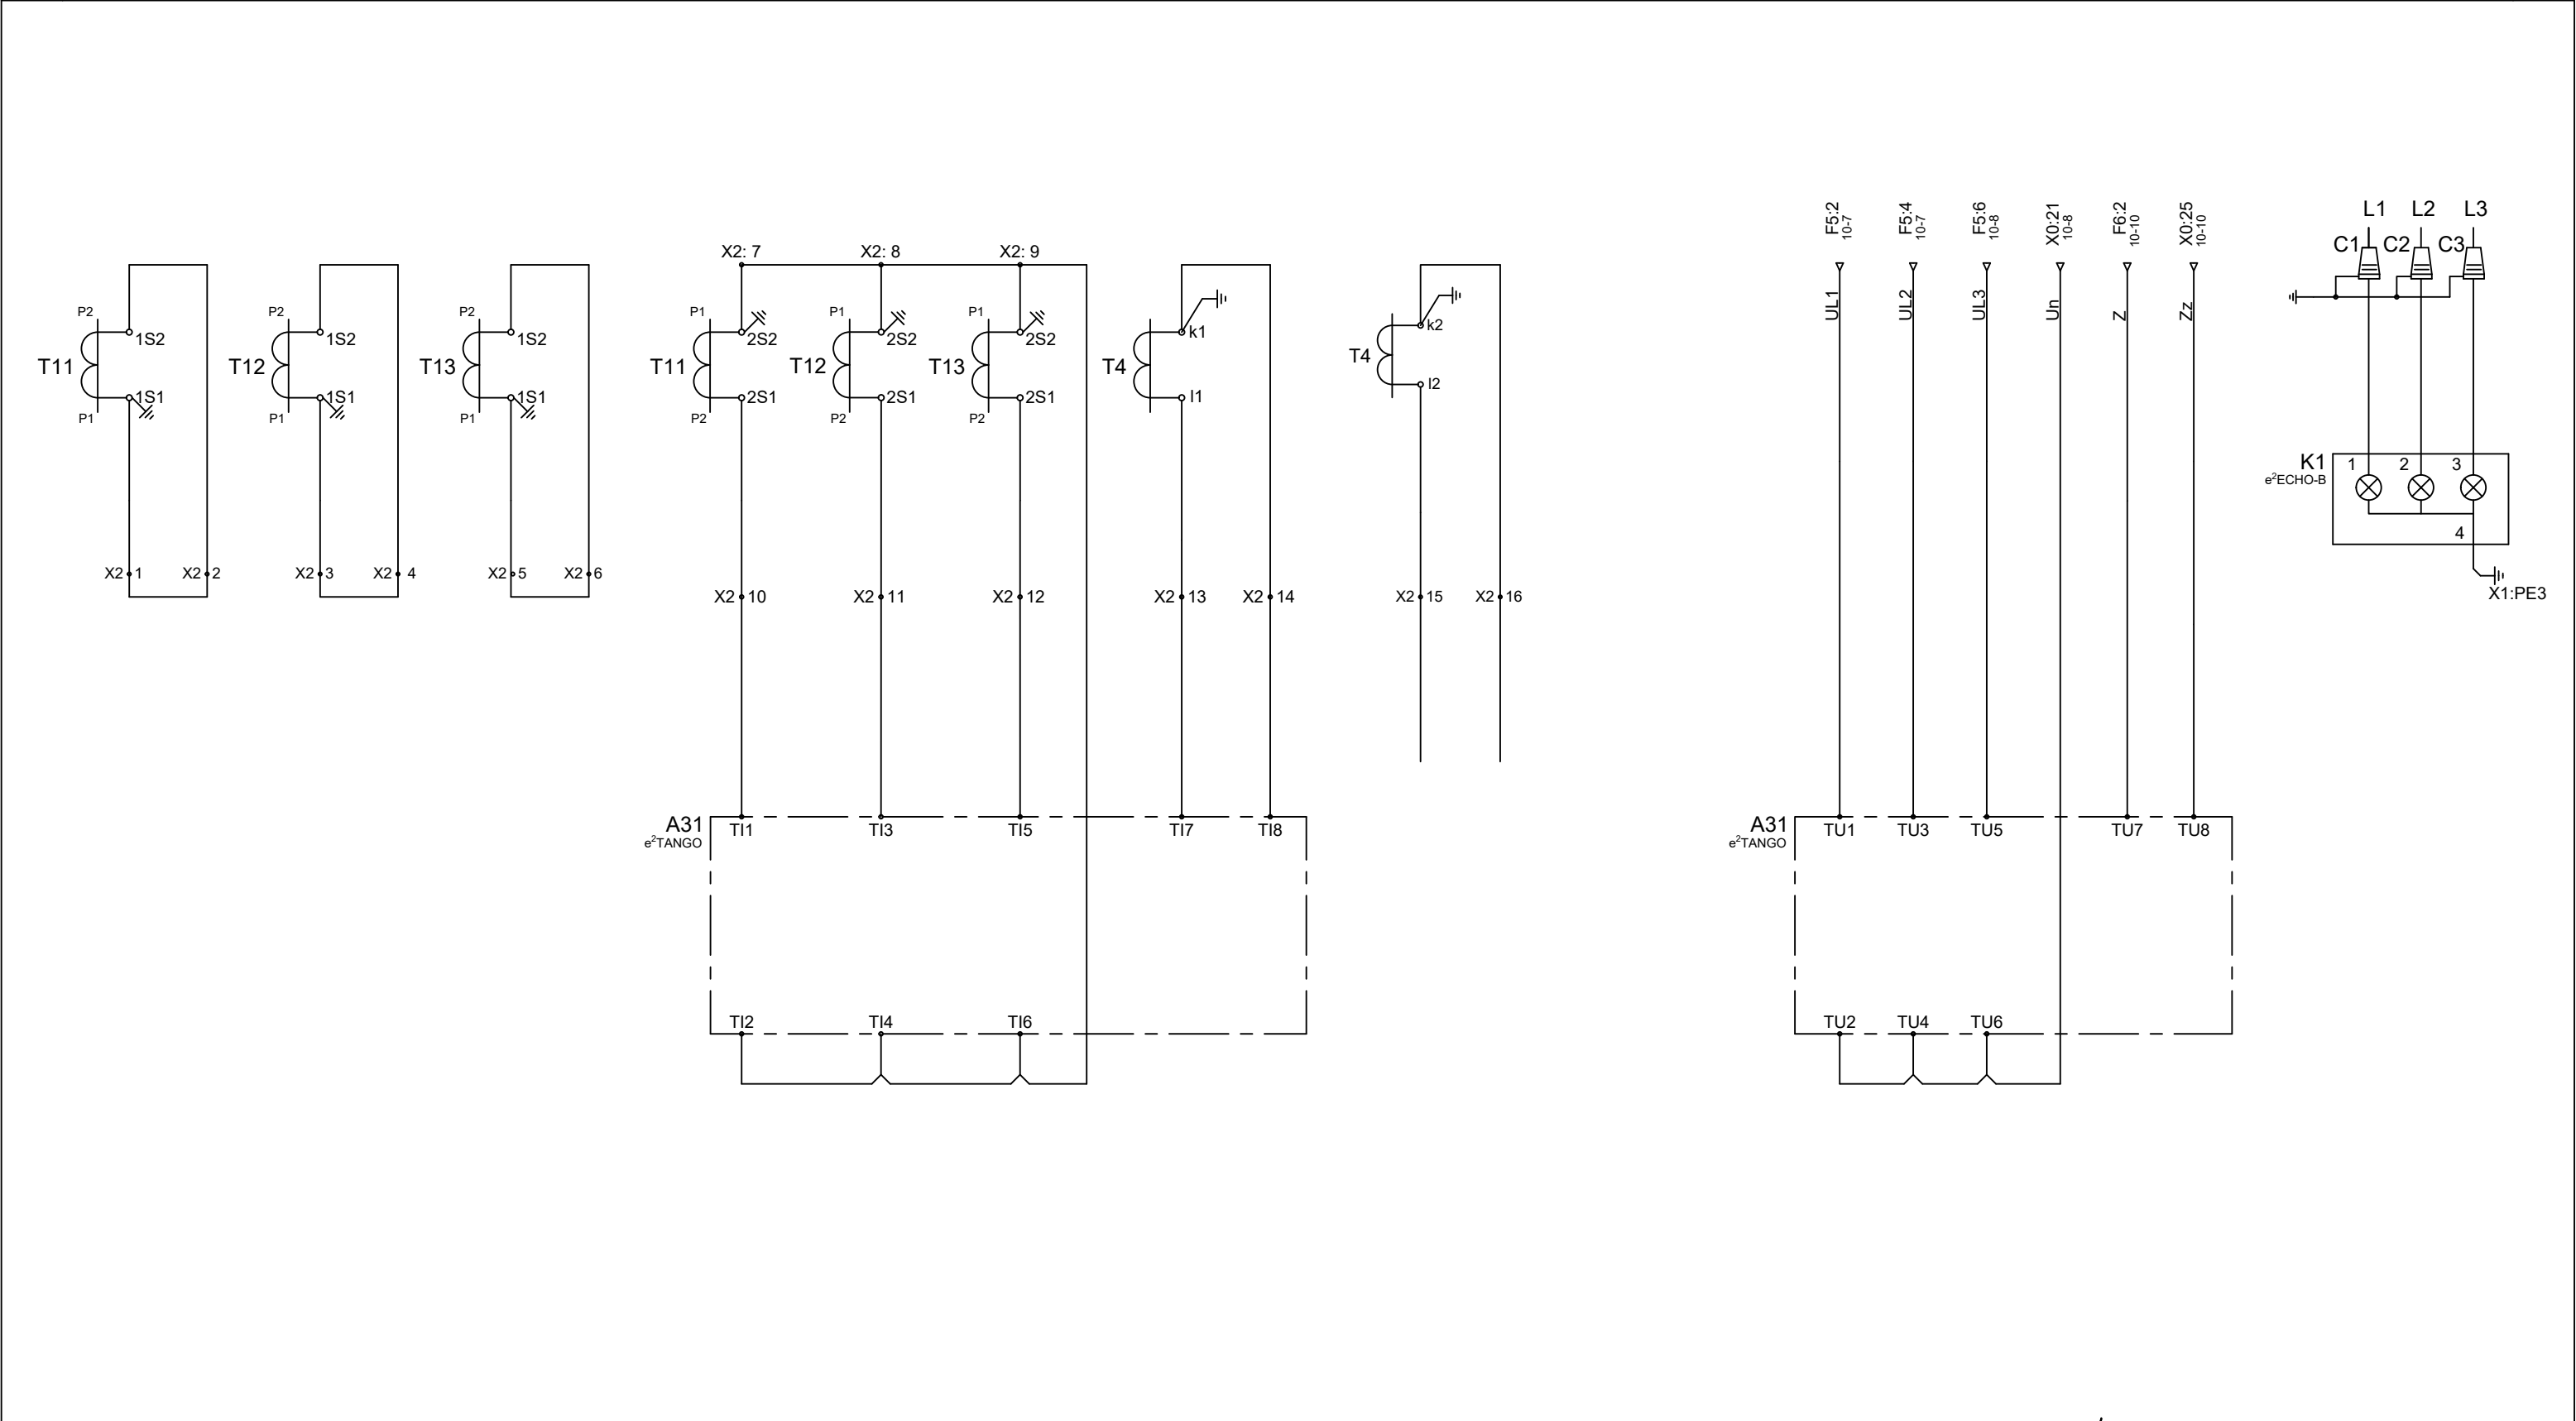 F5:2
10-7
F5:4
10-7
F5:6
10-8
X0:21
10-8
F6:2
10-10
X0:25
10-10
L1 L2 L3
C1 C2 C3
X2: 7 X2: 8 X2: 9
UL1 UL2 UL3 Un Z Zz
P2 P2 P2 P1 P1 P1
1S2 1S2 1S2 2S2 2S2 2S2 k1 k2
T11 T12 T13 T11 T12 T13 T4 T4
1S1 1S1 1S1 2S1 2S1 2S1 l1 l2
P1 P1 P1 P2 P2 P2
K1 1 2 3
e²ECHO-B
4
X1:PE3
X2 1 X2 2 X2 3 X2 4 X2 5 X2 6
X2 10 X2 11 X2 12 X2 13 X2 14 X2 15 X2 16
A31 TI1 TI3 TI5 TI7 TI8
e²TANGO
A31 TU1 TU3 TU5 TU7 TU8
e²TANGO
TI2 TI4 TI6
TU2 TU4 TU6